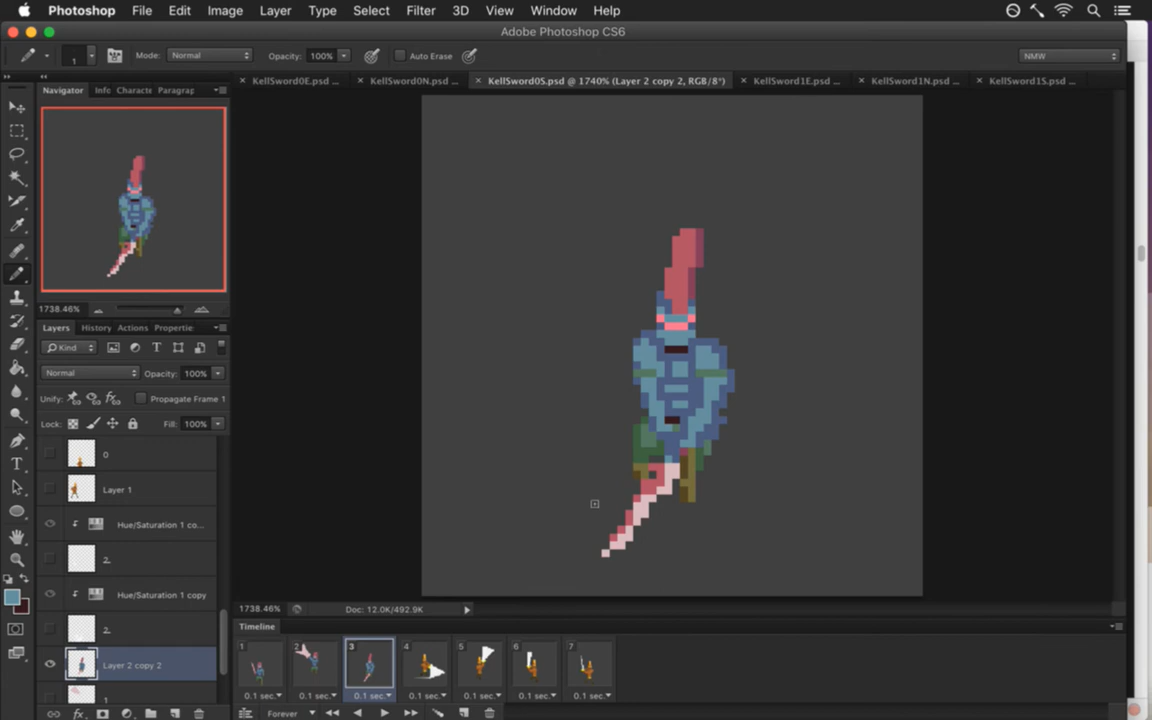 Photoshop File Edit Image Layer Type Select Filter 3D View Window Help
Adobe Photoshop CS6
1 Mode: Normal Opacity: 100% Auto Erase NMW
KellSword0E.psd ... KellSword0N.psd ... KellSword0S.psd @ 1740% (Layer 2 copy 2, RGB/8*) KellSword1E.psd ... KellSword1N.psd ... KellSword1S.psd ...
Navigator Info Characte Paragrap
1738.46%
Layers History Actions Propertie
Kind
Normal Opacity: 100%
Unify: Propagate Frame 1
Lock: Fill: 100%
0
Layer 1
Hue/Saturation 1 co...
2.
Hue/Saturation 1 copy
2.
Layer 2 copy 2
1
1738.46% Doc: 12.0K/492.9K
Timeline
1 2 3 4 5 6 7
0.1 sec. 0.1 sec. 0.1 sec. 0.1 sec. 0.1 sec. 0.1 sec. 0.1 sec.
Forever
fx